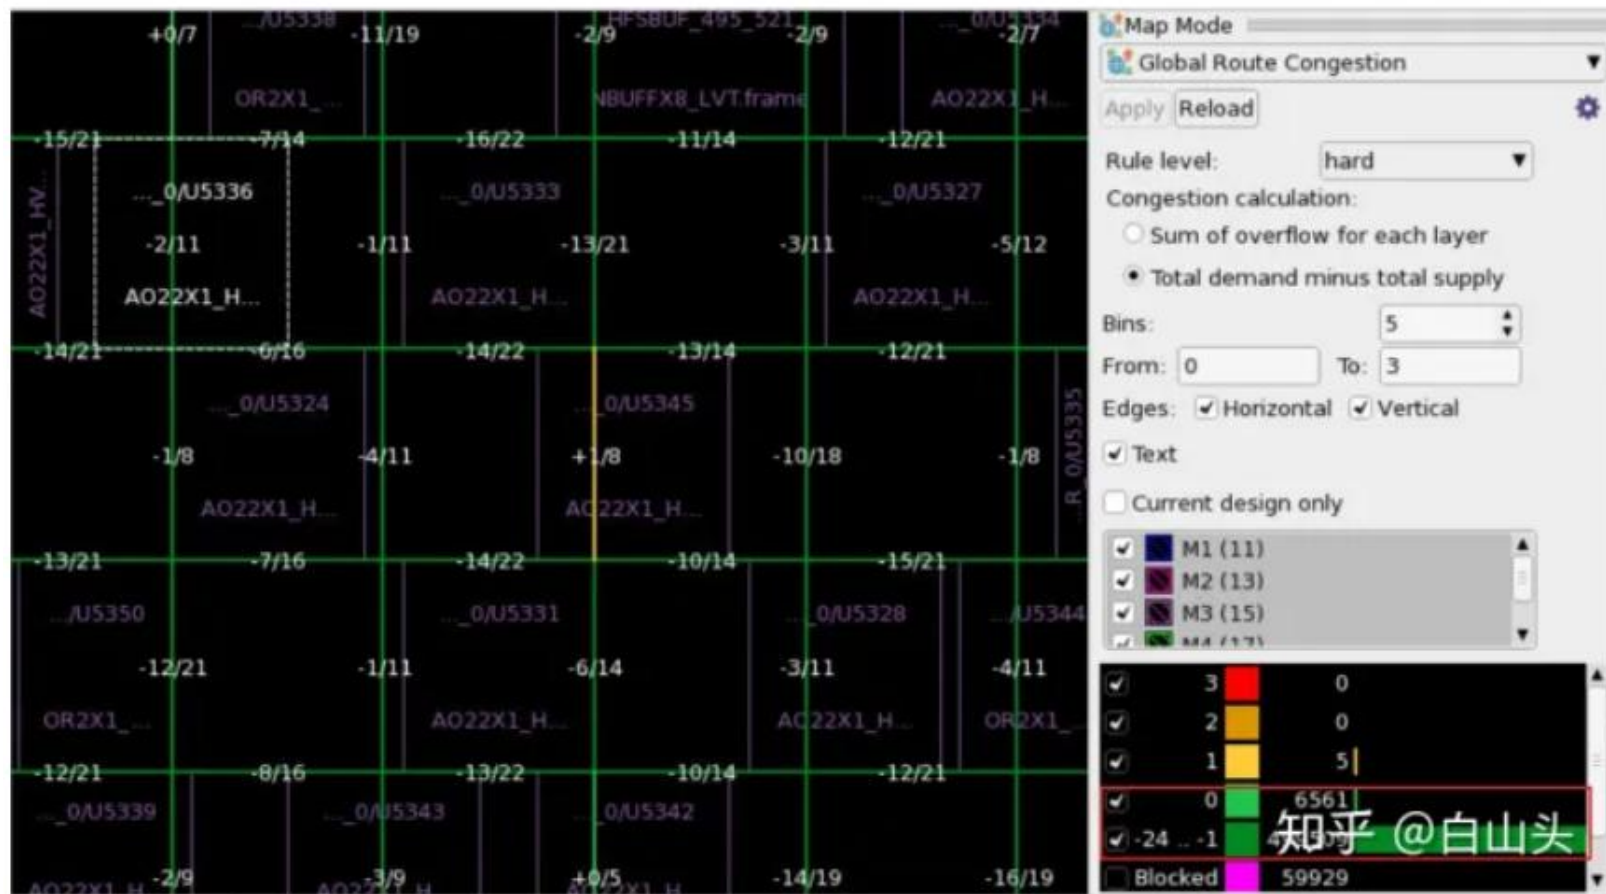 .../U5338 HFSBUF_495_521 ..._0/U5334
+0/7 -11/19 -2/9 -2/9 -2/7
OR2X1_... NBUFFX8_LVT.frame AO22X1_H...
-15/21 -7/14 -16/22 -11/14 -12/21
AO22X1_HV...
..._0/U5336 ..._0/U5333 ..._0/U5327
-2/11 -1/11 -13/21 -3/11 -5/12
AO22X1_H... AO22X1_H... AO22X1_H...
-14/21 -6/16 -14/22 -13/14 -12/21
..._0/U5324 ..._0/U5345
...R_0/U5335
-1/8 -4/11 +1/8 -10/18 -1/8
AO22X1_H... AO22X1_H...
-13/21 -7/16 -14/22 -10/14 -15/21
.../U5350 ..._0/U5331 ..._0/U5328 .../U5344
-12/21 -1/11 -6/14 -3/11 -4/11
OR2X1_... AO22X1_H... AO22X1_H... OR2X1_...
-12/21 -8/16 -13/22 -10/14 -12/21
..._0/U5339 ..._0/U5343 ..._0/U5342
-2/9 -3/9 +0/5 -14/19 -16/19
AO22X1_H... AO22X1_H... AO22X1_H...
Map Mode
Global Route Congestion
Apply Reload
Rule level: hard
Congestion calculation:
Sum of overflow for each layer
Total demand minus total supply
Bins: 5
From: 0 To: 3
Edges: Horizontal Vertical
Text
Current design only
M1 (11)
M2 (13)
M3 (15)
M4 (17)
3 0
2 0
1 5
0 6561
-24 .. -1
Blocked 59929
知乎 @白山头